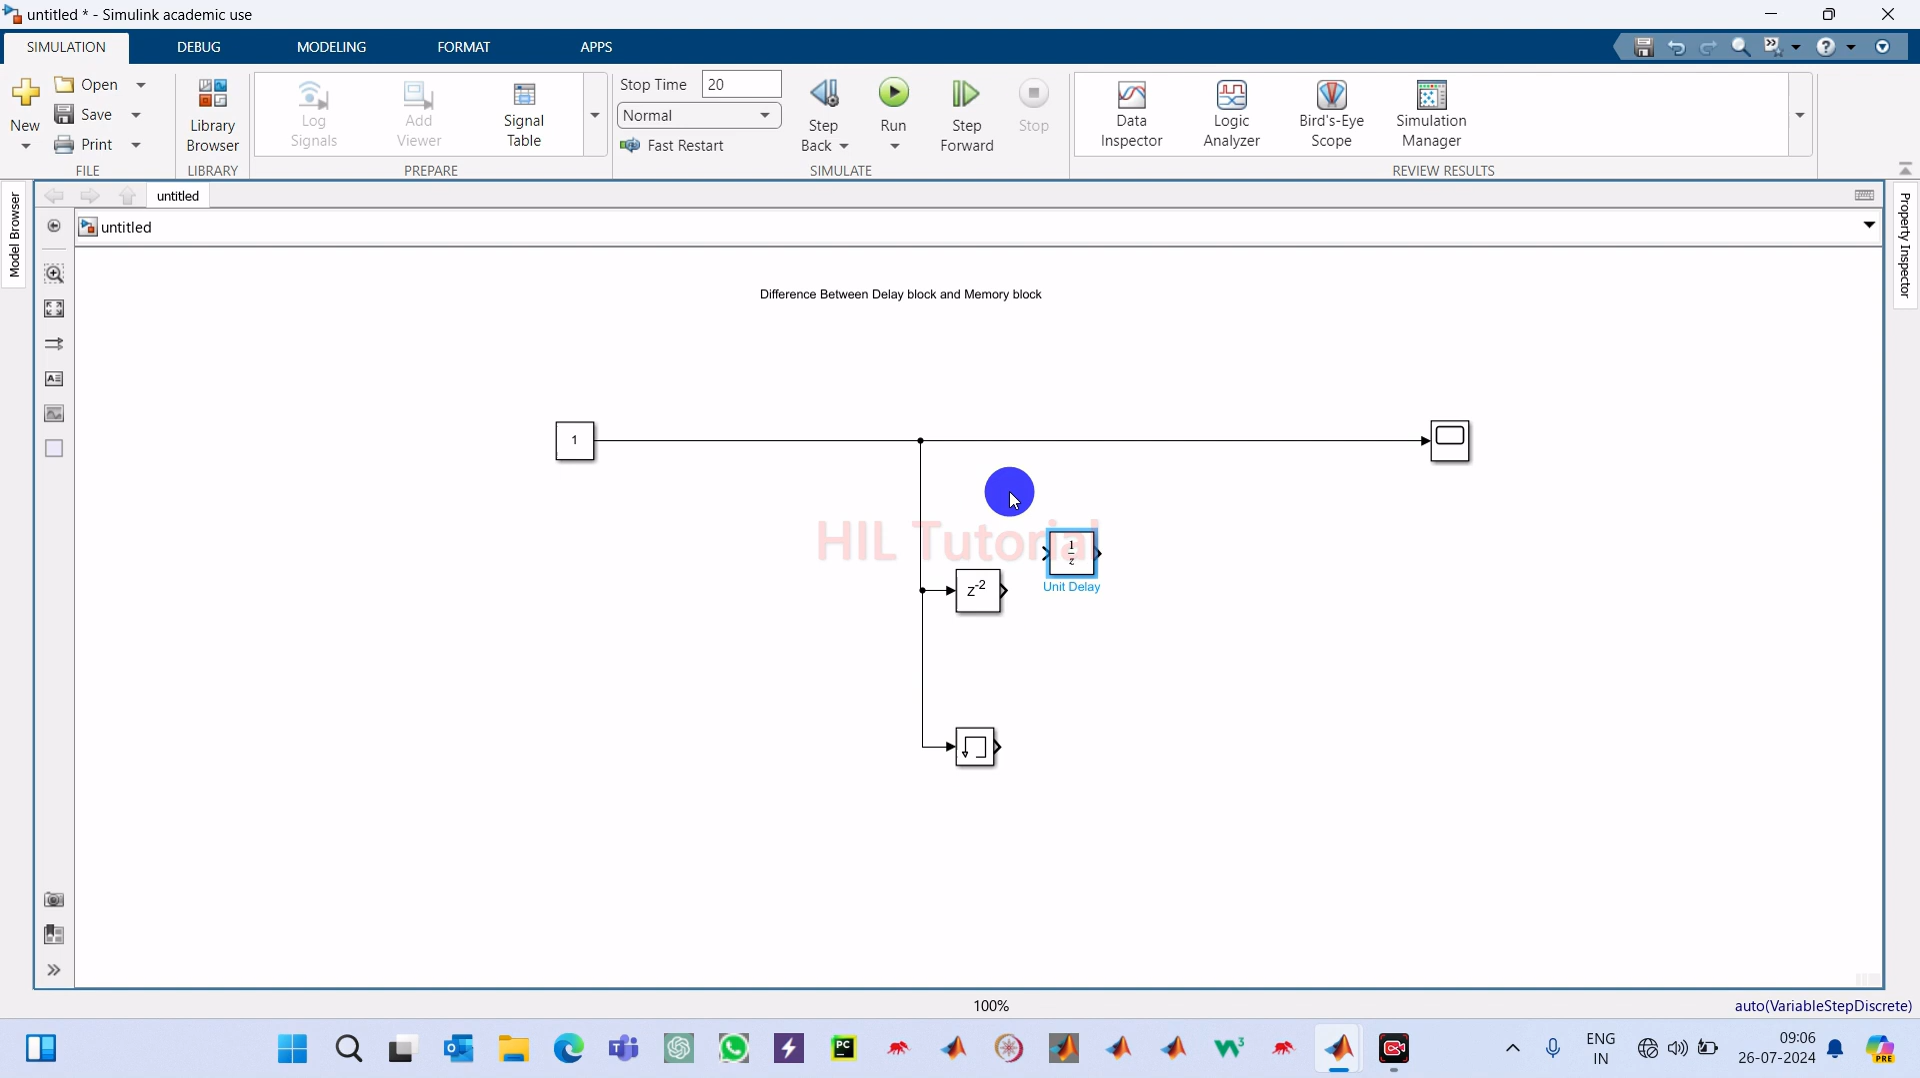 untitled * - Simulink academic use
SIMULATION DEBUG MODELING FORMAT APPS
New
Open
Save
Print
FILE
Library
Browser
LIBRARY
Log
Signals
Add
Viewer
Signal
Table
PREPARE
Stop Time 20
Normal
Fast Restart
Step
Back
Run
Step
Forward
Stop
SIMULATE
Data
Inspector
Logic
Analyzer
Bird's-Eye
Scope
Simulation
Manager
REVIEW RESULTS
Model Browser
untitled
untitled
Property Inspector
Difference Between Delay block and Memory block
1
HIL Tutorial
1
z
Unit Delay
z-2
100%
auto(VariableStepDiscrete)
PC
W3
ENG
IN
09:06
26-07-2024
PRE